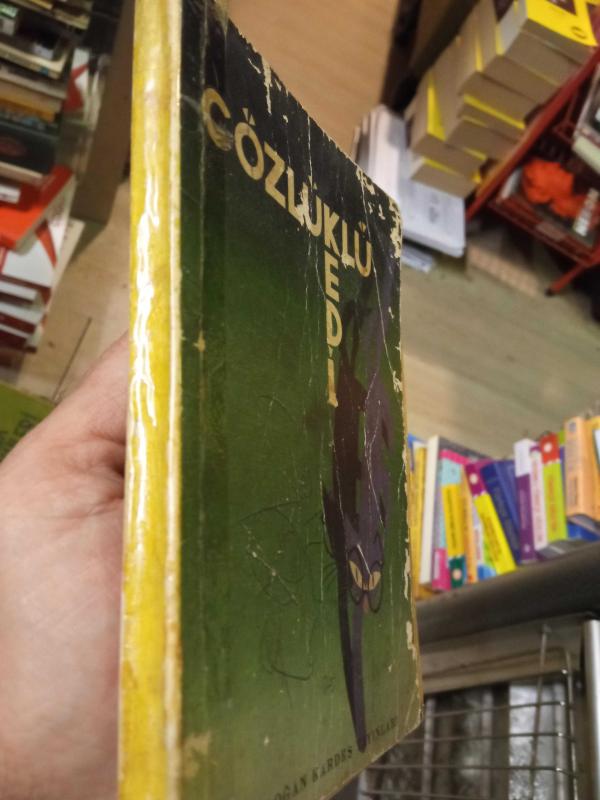 GÖZLÜKLÜ
KEDİ
DOĞAN KARDEŞ YAYINLARI